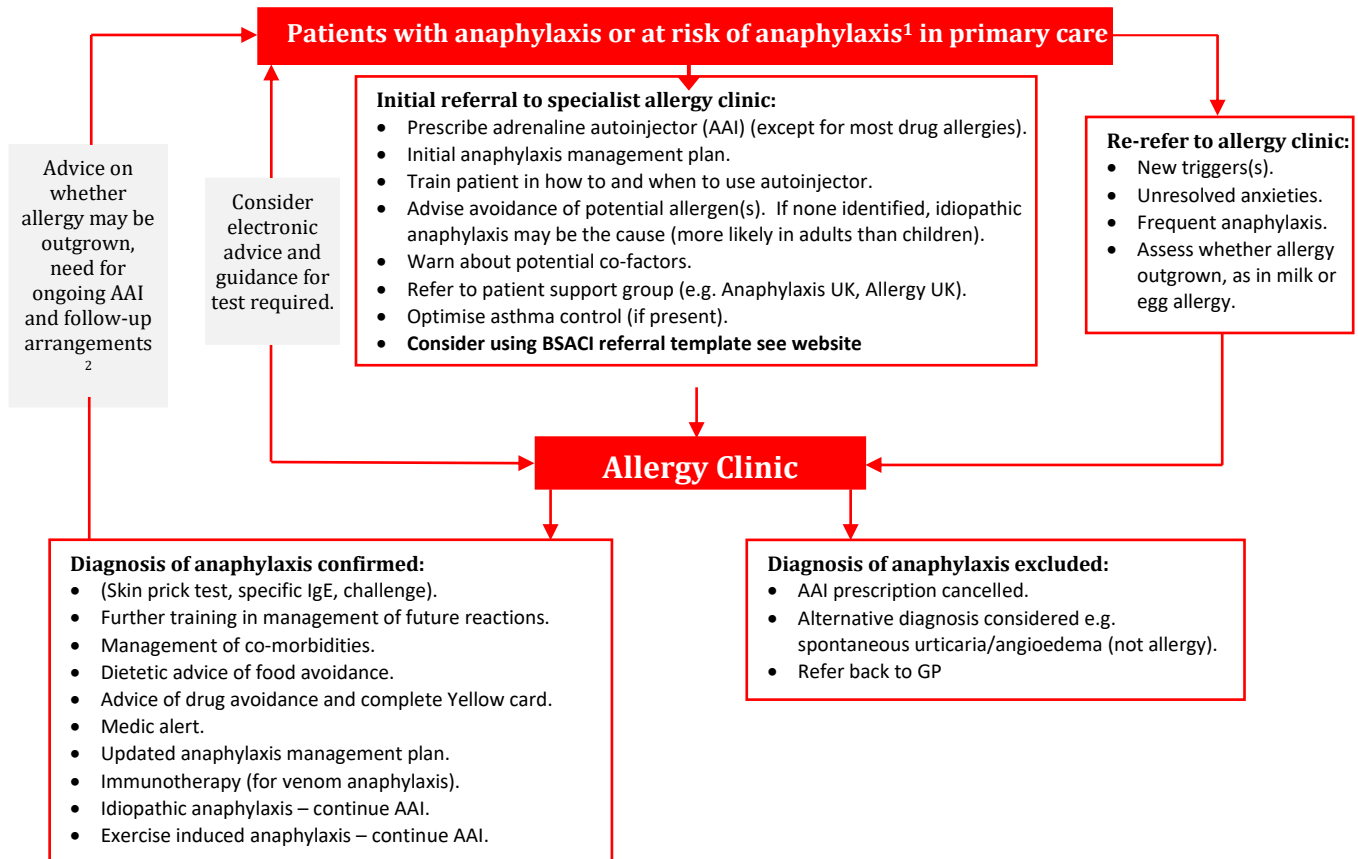 Patients with anaphylaxis or at risk of anaphylaxis1 in primary care
Advice on
whether
allergy may be
outgrown,
need for
ongoing AAI
and follow-up
arrangements
2
Consider
electronic
advice and
guidance for
test required.
Initial referral to specialist allergy clinic:
• Prescribe adrenaline autoinjector (AAI) (except for most drug allergies).
• Initial anaphylaxis management plan.
• Train patient in how to and when to use autoinjector.
• Advise avoidance of potential allergen(s). If none identified, idiopathic
anaphylaxis may be the cause (more likely in adults than children).
• Warn about potential co-factors.
• Refer to patient support group (e.g. Anaphylaxis UK, Allergy UK).
• Optimise asthma control (if present).
• Consider using BSACI referral template see website
Re-refer to allergy clinic:
• New triggers(s).
• Unresolved anxieties.
• Frequent anaphylaxis.
• Assess whether allergy
outgrown, as in milk or
egg allergy.
Allergy Clinic
Diagnosis of anaphylaxis confirmed:
• (Skin prick test, specific IgE, challenge).
• Further training in management of future reactions.
• Management of co-morbidities.
• Dietetic advice of food avoidance.
• Advice of drug avoidance and complete Yellow card.
• Medic alert.
• Updated anaphylaxis management plan.
• Immunotherapy (for venom anaphylaxis).
• Idiopathic anaphylaxis – continue AAI.
• Exercise induced anaphylaxis – continue AAI.
Diagnosis of anaphylaxis excluded:
• AAI prescription cancelled.
• Alternative diagnosis considered e.g.
spontaneous urticaria/angioedema (not allergy).
• Refer back to GP